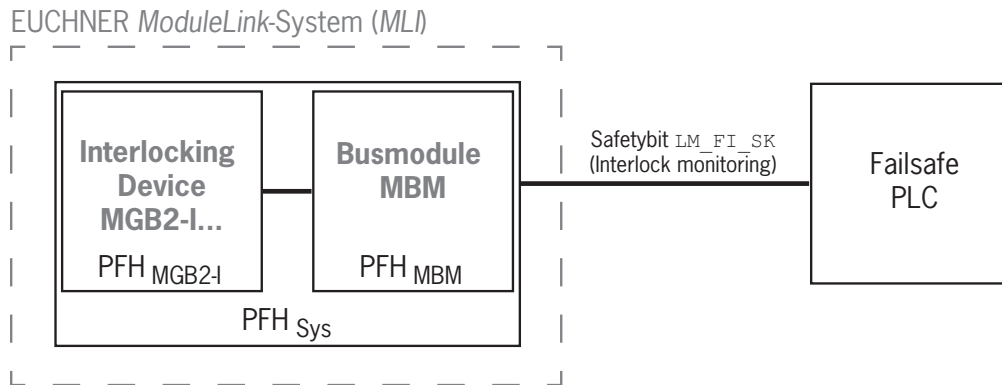 EUCHNER ModuleLink-System (MLI)
Interlocking
Device
MGB2-I...
PFH MGB2-I
Busmodule
MBM
PFH MBM
PFH Sys
Safetybit LM_FI_SK
(Interlock monitoring)
Failsafe
PLC